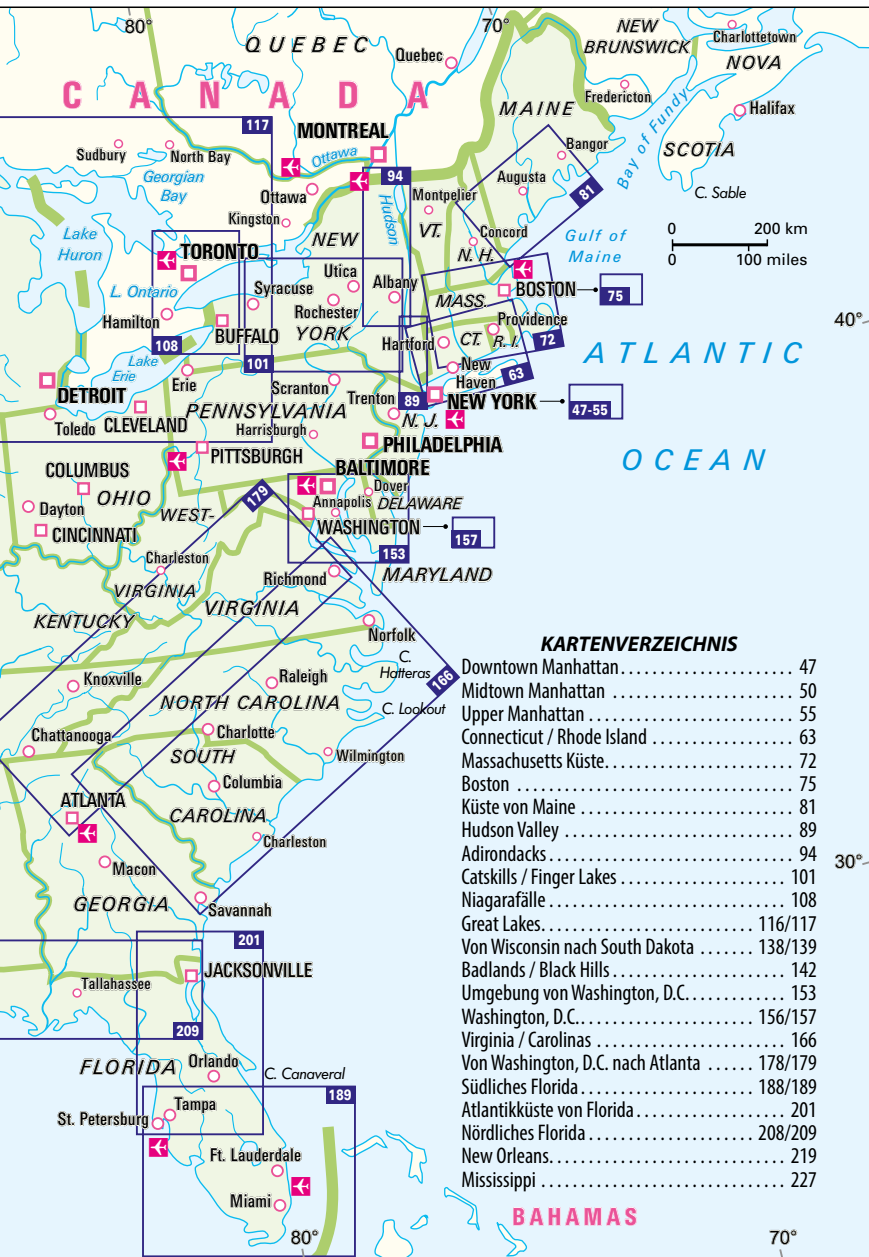 80°
70°
QUEBEC
Quebec
NEW
BRUNSWICK
Charlottetown
NOVA
CANADA
Fredericton
Halifax
MAINE
SCOTIA
Bay of Fundy
C. Sable
117
MONTREAL
Sudbury
North Bay
Ottawa
Bangor
Georgian
Bay
94
Augusta
81
Ottawa
Montpelier
Hudson
Kingston
VT.
Concord
Lake
Huron
NEW
N. H.
Gulf of
Maine
0 200 km
0 100 miles
TORONTO
Utica
Albany
L. Ontario
Syracuse
MASS.
BOSTON
75
Rochester
Hamilton
YORK
Providence
BUFFALO
Hartford
CT.
R. I.
72
40°
108
101
Lake
Erie
New
Haven
63
ATLANTIC
Erie
Scranton
DETROIT
Trenton
89
NEW YORK
47-55
PENNSYLVANIA
Toledo
CLEVELAND
Harrisburgh
N. J.
PITTSBURGH
PHILADELPHIA
OCEAN
COLUMBUS
BALTIMORE
OHIO
179
Dover
Dayton
Annapolis
DELAWARE
WEST-
CINCINNATI
WASHINGTON
157
153
Charleston
Richmond
MARYLAND
VIRGINIA
VIRGINIA
KENTUCKY
Norfolk
C.
Hatteras
166
Knoxville
Raleigh
NORTH CAROLINA
C. Lookout
Chattanooga
Charlotte
SOUTH
Wilmington
Columbia
ATLANTA
CAROLINA
Charleston
Macon
30°
GEORGIA
Savannah
201
JACKSONVILLE
Tallahassee
209
FLORIDA
Orlando
C. Canaveral
189
Tampa
St. Petersburg
Ft. Lauderdale
Miami
BAHAMAS
80°
70°
KARTENVERZEICHNIS
Downtown Manhattan . . . . . . . . . . 47
Midtown Manhattan . . . . . . . . . . 50
Upper Manhattan . . . . . . . . . . 55
Connecticut / Rhode Island . . . . . . . . . . 63
Massachusetts Küste . . . . . . . . . . 72
Boston . . . . . . . . . . 75
Küste von Maine . . . . . . . . . . 81
Hudson Valley . . . . . . . . . . 89
Adirondacks . . . . . . . . . . 94
Catskills / Finger Lakes . . . . . . . . . . 101
Niagarafälle . . . . . . . . . . 108
Great Lakes . . . . . . . . . . 116/117
Von Wisconsin nach South Dakota . . . . . . . 138/139
Badlands / Black Hills . . . . . . . . . . 142
Umgebung von Washington, D.C. . . . . . . . . . . 153
Washington, D.C. . . . . . . . . . . 156/157
Virginia / Carolinas . . . . . . . . . . 166
Von Washington, D.C. nach Atlanta . . . . . . 178/179
Südliches Florida . . . . . . . . . . 188/189
Atlantikküste von Florida . . . . . . . . . . 201
Nördliches Florida . . . . . . . . . . 208/209
New Orleans . . . . . . . . . . 219
Mississippi . . . . . . . . . . 227